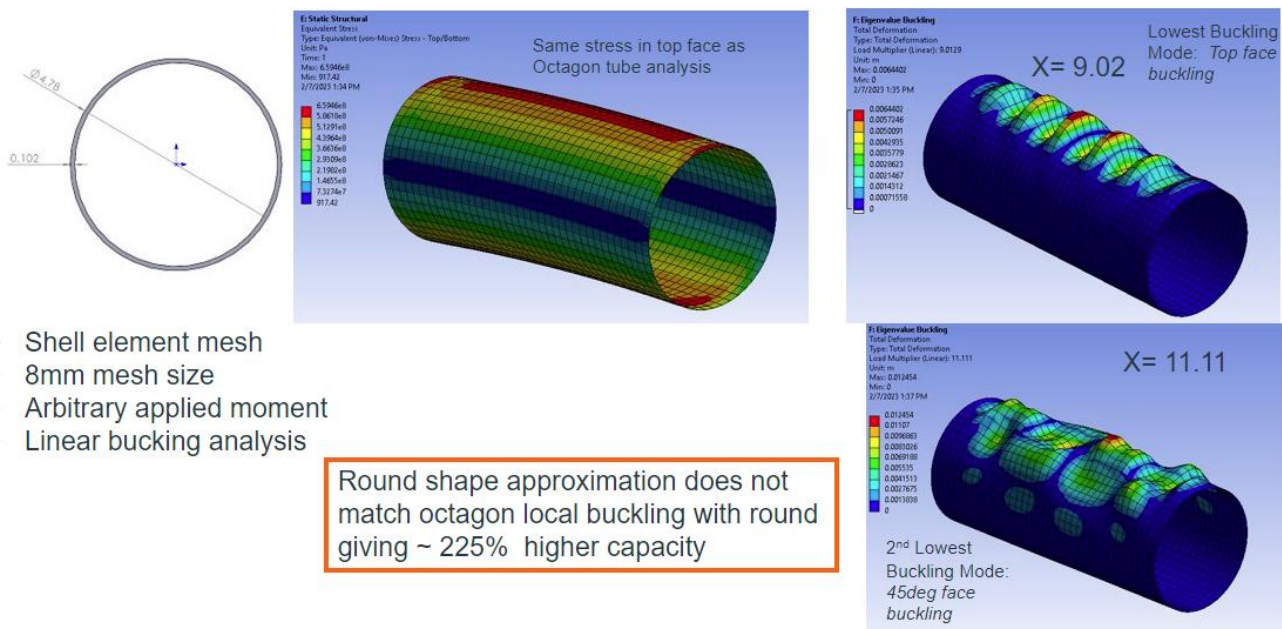 Ø4.78
0.102
E: Static Structural
Equivalent Stress
Type: Equivalent (von-Mises) Stress - Top/Bottom
Unit: Pa
Time: 1
Max: 6.5946e8
Min: 917.42
2/7/2023 1:34 PM
6.5946e8
5.8618e8
5.1291e8
4.3964e8
3.6636e8
2.9309e8
2.1982e8
1.4655e8
7.3274e7
917.42
Same stress in top face as
Octagon tube analysis
F: Eigenvalue Buckling
Total Deformation
Type: Total Deformation
Load Multiplier (Linear): 9.0129
Unit: m
Max: 0.0064402
Min: 0
2/7/2023 1:35 PM
0.0064402
0.0057246
0.0050091
0.0042935
0.0035779
0.0028623
0.0021467
0.0014312
0.00071558
0
X= 9.02
Lowest Buckling
Mode: Top face
buckling
Shell element mesh
8mm mesh size
Arbitrary applied moment
Linear bucking analysis
Round shape approximation does not
match octagon local buckling with round
giving ~ 225% higher capacity
F: Eigenvalue Buckling
Total Deformation
Type: Total Deformation
Load Multiplier (Linear): 11.111
Unit: m
Max: 0.012454
Min: 0
2/7/2023 1:37 PM
0.012454
0.01107
0.0096863
0.0083026
0.0069188
0.005535
0.0041513
0.0027675
0.0013838
0
X= 11.11
2nd Lowest
Buckling Mode:
45deg face
buckling